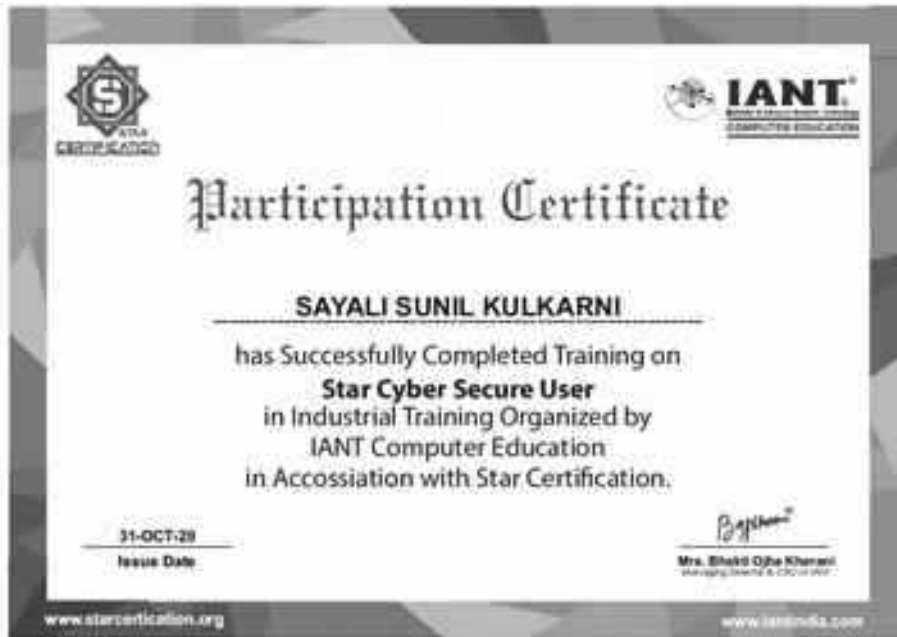 STAR
CERTIFICATION
IANT
COMPUTER EDUCATION
Participation Certificate
SAYALI SUNIL KULKARNI
has Successfully Completed Training on
Star Cyber Secure User
in Industrial Training Organized by
IANT Computer Education
in Accossiation with Star Certification.
31-OCT-20
Issue Date
Mrs. Bhakti Ojha Kherani
www.starcertication.org
www.iantindia.com